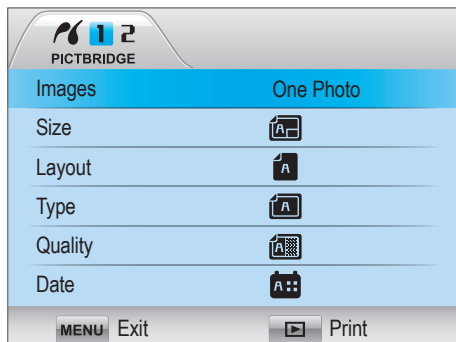 1 2
PICTBRIDGE
Images One Photo
Size A
Layout A
Type A
Quality A
Date A
MENU Exit Print